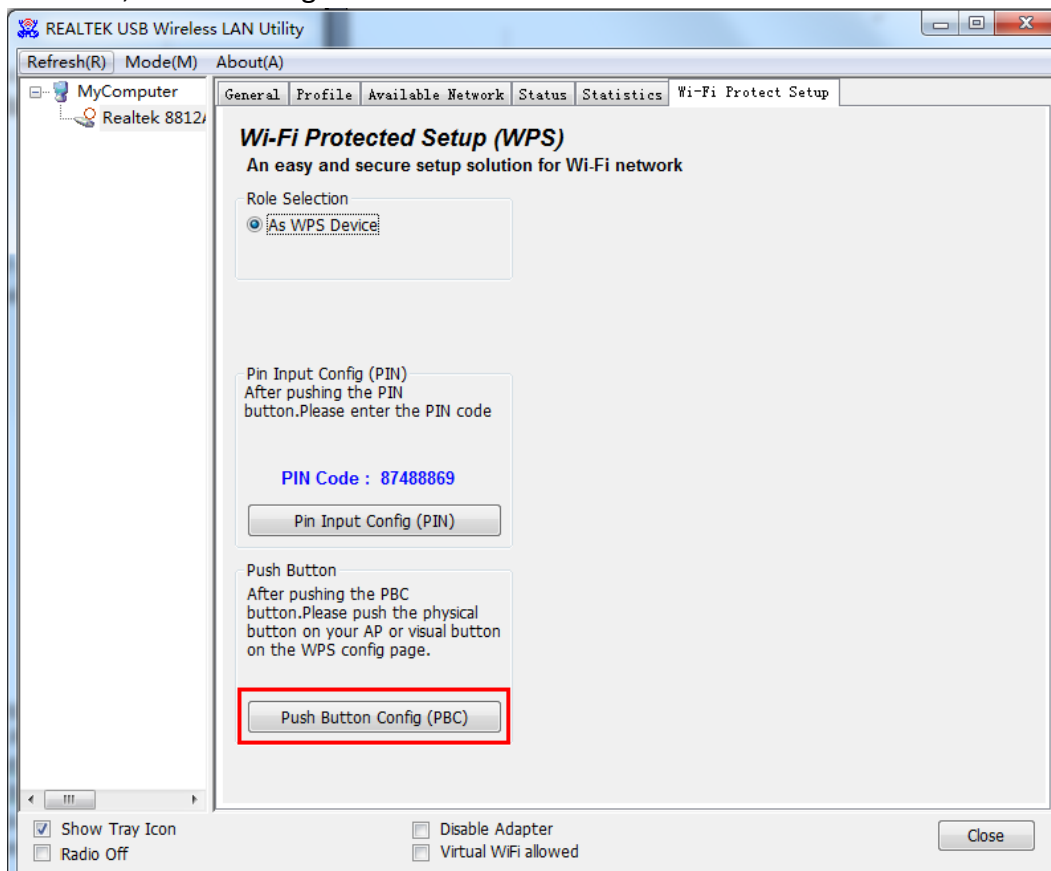 REALTEK USB Wireless LAN Utility
Refresh(R) Mode(M) About(A)
MyComputer
Realtek 8812
General Profile Available Network Status Statistics Wi-Fi Protect Setup
Wi-Fi Protected Setup (WPS)
An easy and secure setup solution for Wi-Fi network
Role Selection
As WPS Device
Pin Input Config (PIN)
After pushing the PIN
button.Please enter the PIN code
PIN Code : 87488869
Pin Input Config (PIN)
Push Button
After pushing the PBC
button.Please push the physical
button on your AP or visual button
on the WPS config page.
Push Button Config (PBC)
Show Tray Icon
Radio Off
Disable Adapter
Virtual WiFi allowed
Close